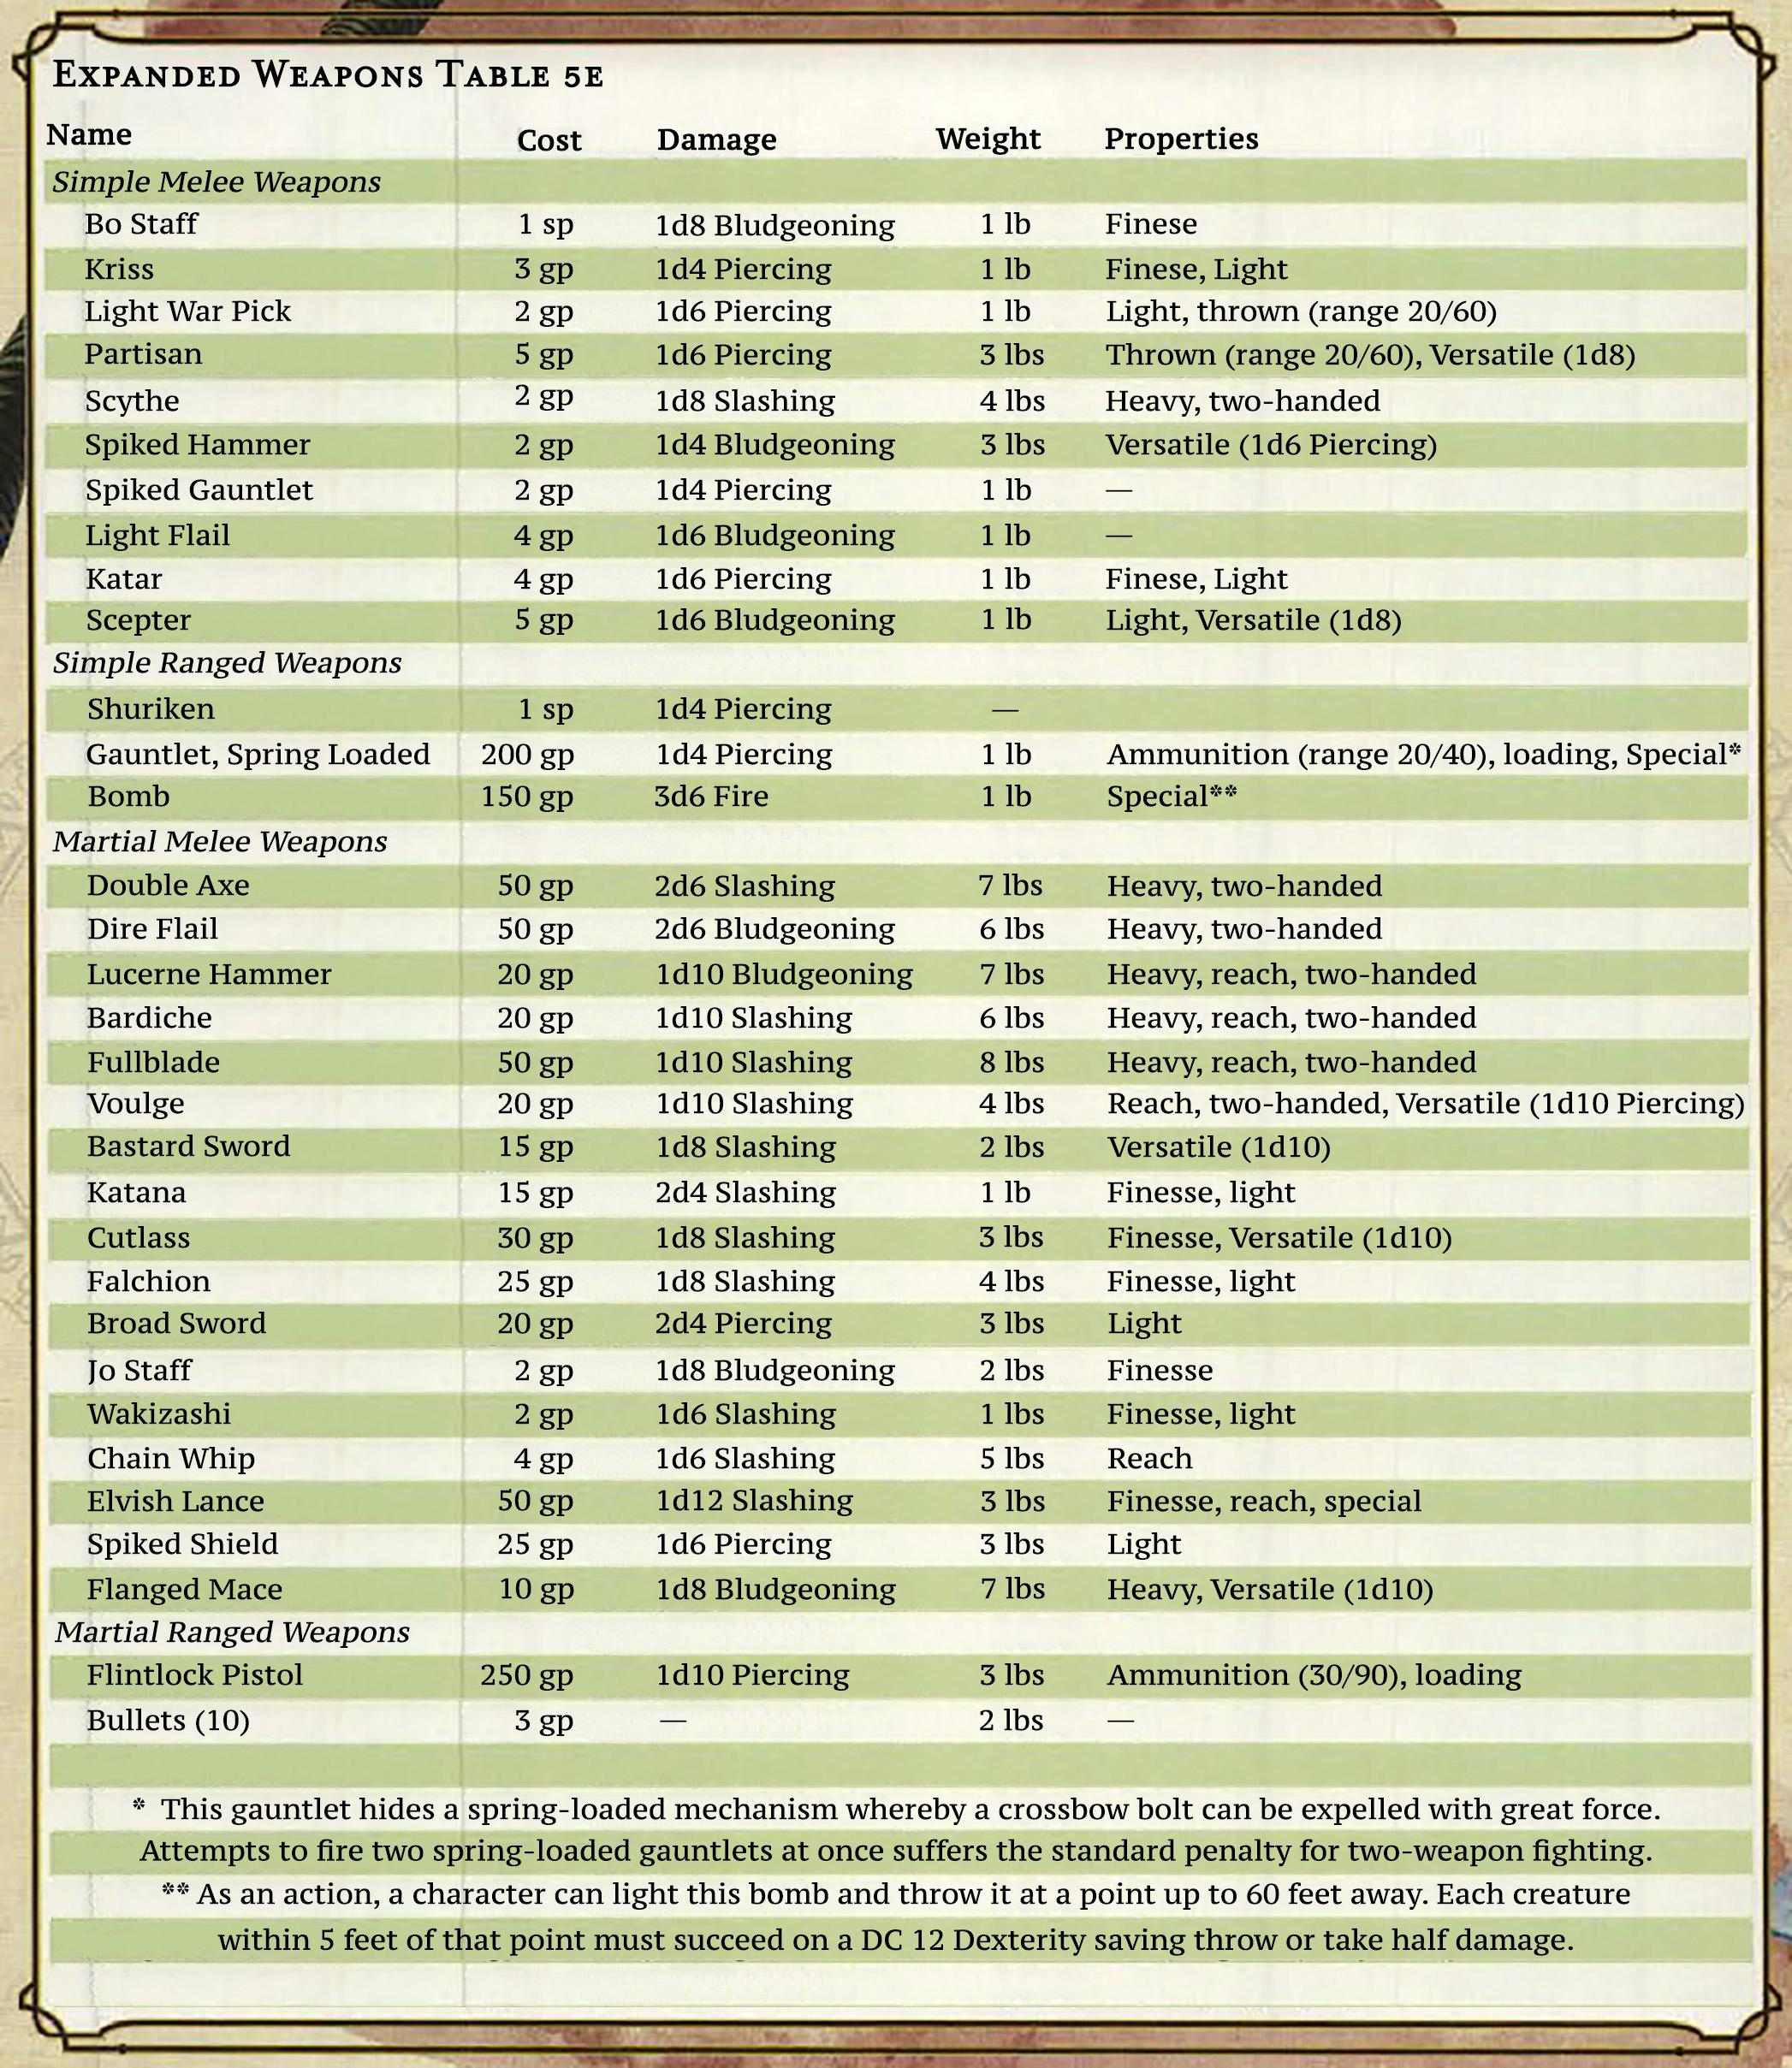 Expanded Weapons Table 5e
Name Cost Damage Weight Properties
Simple Melee Weapons
Bo Staff 1 sp 1d8 Bludgeoning 1 lb Finese
Kriss 3 gp 1d4 Piercing 1 lb Finese, Light
Light War Pick 2 gp 1d6 Piercing 1 lb Light, thrown (range 20/60)
Partisan 5 gp 1d6 Piercing 3 lbs Thrown (range 20/60), Versatile (1d8)
Scythe 2 gp 1d8 Slashing 4 lbs Heavy, two-handed
Spiked Hammer 2 gp 1d4 Bludgeoning 3 lbs Versatile (1d6 Piercing)
Spiked Gauntlet 2 gp 1d4 Piercing 1 lb —
Light Flail 4 gp 1d6 Bludgeoning 1 lb —
Katar 4 gp 1d6 Piercing 1 lb Finese, Light
Scepter 5 gp 1d6 Bludgeoning 1 lb Light, Versatile (1d8)
Simple Ranged Weapons
Shuriken 1 sp 1d4 Piercing —
Gauntlet, Spring Loaded 200 gp 1d4 Piercing 1 lb Ammunition (range 20/40), loading, Special*
Bomb 150 gp 3d6 Fire 1 lb Special**
Martial Melee Weapons
Double Axe 50 gp 2d6 Slashing 7 lbs Heavy, two-handed
Dire Flail 50 gp 2d6 Bludgeoning 6 lbs Heavy, two-handed
Lucerne Hammer 20 gp 1d10 Bludgeoning 7 lbs Heavy, reach, two-handed
Bardiche 20 gp 1d10 Slashing 6 lbs Heavy, reach, two-handed
Fullblade 50 gp 1d10 Slashing 8 lbs Heavy, reach, two-handed
Voulge 20 gp 1d10 Slashing 4 lbs Reach, two-handed, Versatile (1d10 Piercing)
Bastard Sword 15 gp 1d8 Slashing 2 lbs Versatile (1d10)
Katana 15 gp 2d4 Slashing 1 lb Finesse, light
Cutlass 30 gp 1d8 Slashing 3 lbs Finesse, Versatile (1d10)
Falchion 25 gp 1d8 Slashing 4 lbs Finesse, light
Broad Sword 20 gp 2d4 Piercing 3 lbs Light
Jo Staff 2 gp 1d8 Bludgeoning 2 lbs Finesse
Wakizashi 2 gp 1d6 Slashing 1 lbs Finesse, light
Chain Whip 4 gp 1d6 Slashing 5 lbs Reach
Elvish Lance 50 gp 1d12 Slashing 3 lbs Finesse, reach, special
Spiked Shield 25 gp 1d6 Piercing 3 lbs Light
Flanged Mace 10 gp 1d8 Bludgeoning 7 lbs Heavy, Versatile (1d10)
Martial Ranged Weapons
Flintlock Pistol 250 gp 1d10 Piercing 3 lbs Ammunition (30/90), loading
Bullets (10) 3 gp — 2 lbs —
* This gauntlet hides a spring-loaded mechanism whereby a crossbow bolt can be expelled with great force.
Attempts to fire two spring-loaded gauntlets at once suffers the standard penalty for two-weapon fighting.
** As an action, a character can light this bomb and throw it at a point up to 60 feet away. Each creature
within 5 feet of that point must succeed on a DC 12 Dexterity saving throw or take half damage.